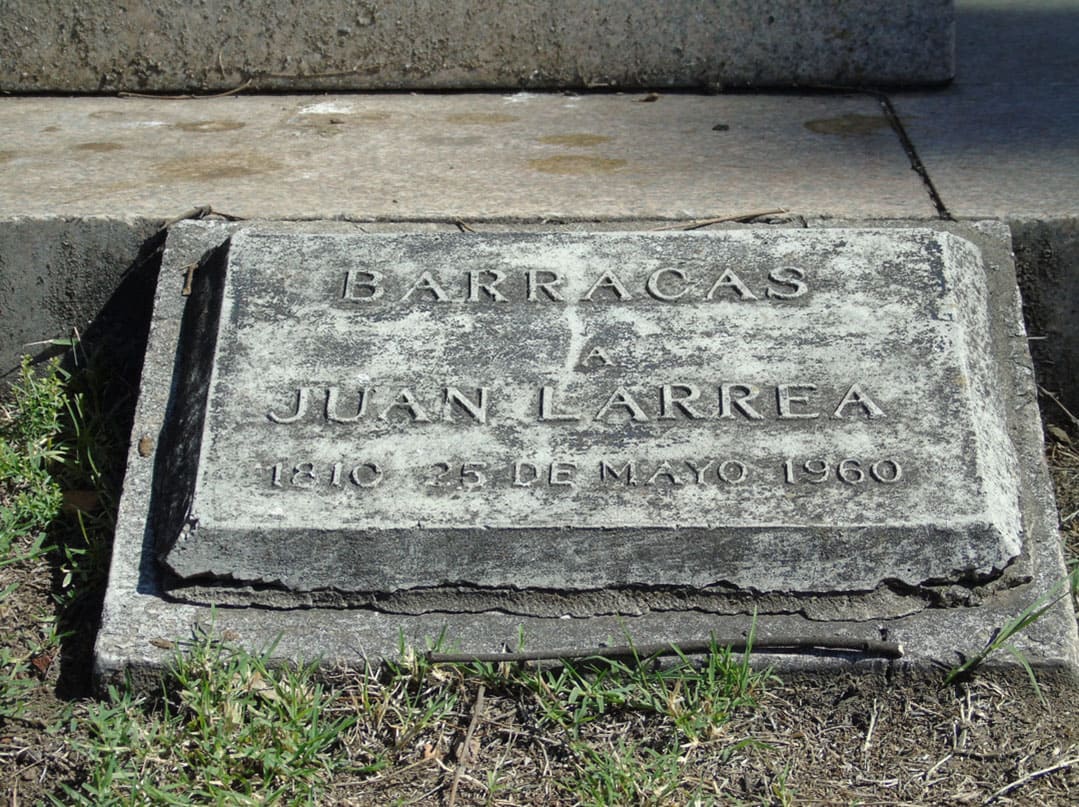 BARRACAS
A
JUAN LARREA
1810 25 DE MAYO 1960